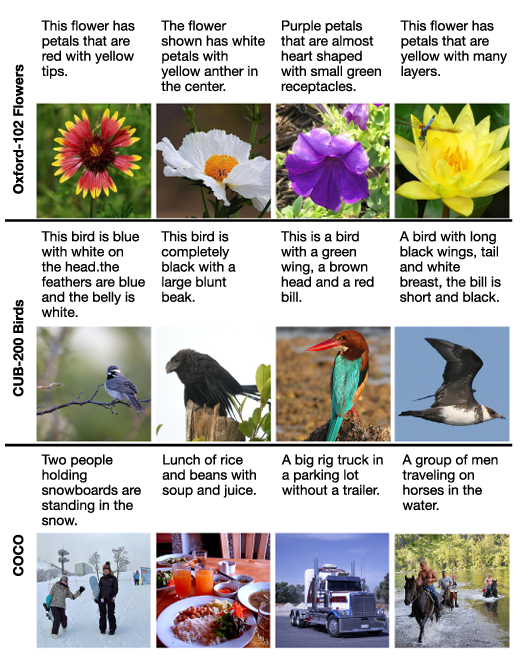 Oxford-102 Flowers
This flower has
petals that are
red with yellow
tips.
The flower
shown has white
petals with
yellow anther in
the center.
Purple petals
that are almost
heart shaped
with small green
receptacles.
This flower has
petals that are
yellow with many
layers.
CUB-200 Birds
This bird is blue
with white on
the head.the
feathers are blue
and the belly is
white.
This bird is
completely
black with a
large blunt
beak.
This is a bird
with a green
wing, a brown
head and a red
bill.
A bird with long
black wings, tail
and white
breast, the bill is
short and black.
COCO
Two people
holding
snowboards are
standing in the
snow.
Lunch of rice
and beans with
soup and juice.
A big rig truck in
a parking lot
without a trailer.
A group of men
traveling on
horses in the
water.